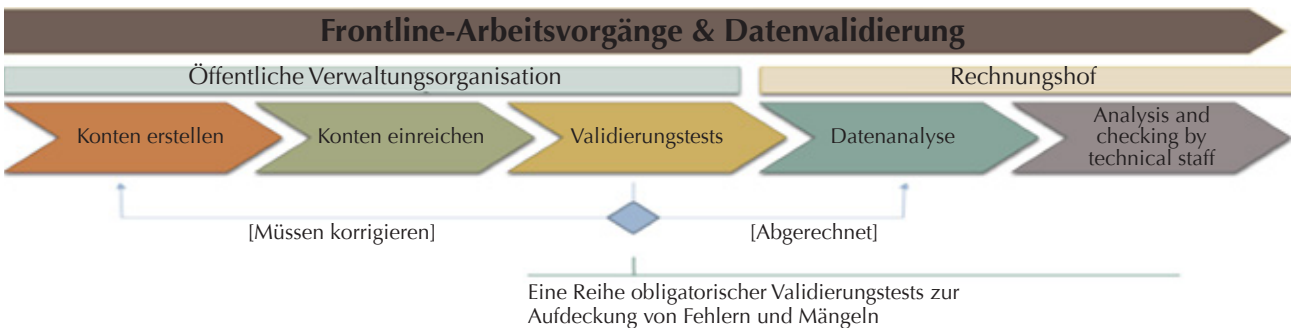 Frontline-Arbeitsvorgänge & Datenvalidierung
Öffentliche Verwaltungsorganisation
Rechnungshof
Konten erstellen
Konten einreichen
Validierungstests
Datenanalyse
Analysis and
checking by
technical staff
[Müssen korrigieren]
[Abgerechnet]
Eine Reihe obligatorischer Validierungstests zur
Aufdeckung von Fehlern und Mängeln